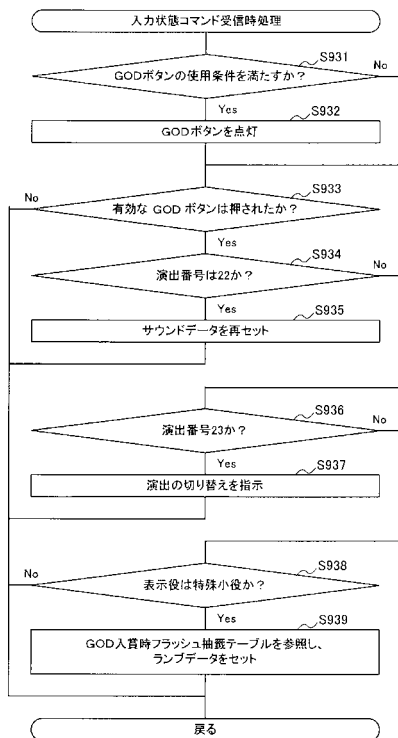 入力状態コマンド受信時処理
S931
GODボタンの使用条件を満たすか？
No
Yes
S932
GODボタンを点灯
S933
No
有効な GOD ボタンは押されたか？
Yes
S934
演出番号は22か？
No
Yes
S935
サウンドデータを再セット
S936
演出番号23か？
No
Yes
S937
演出の切り替えを指示
S938
No
表示役は特殊小役か？
Yes
S939
GOD入賞時フラッシュ抽籤テーブルを参照し、
ランプデータをセット
戻る